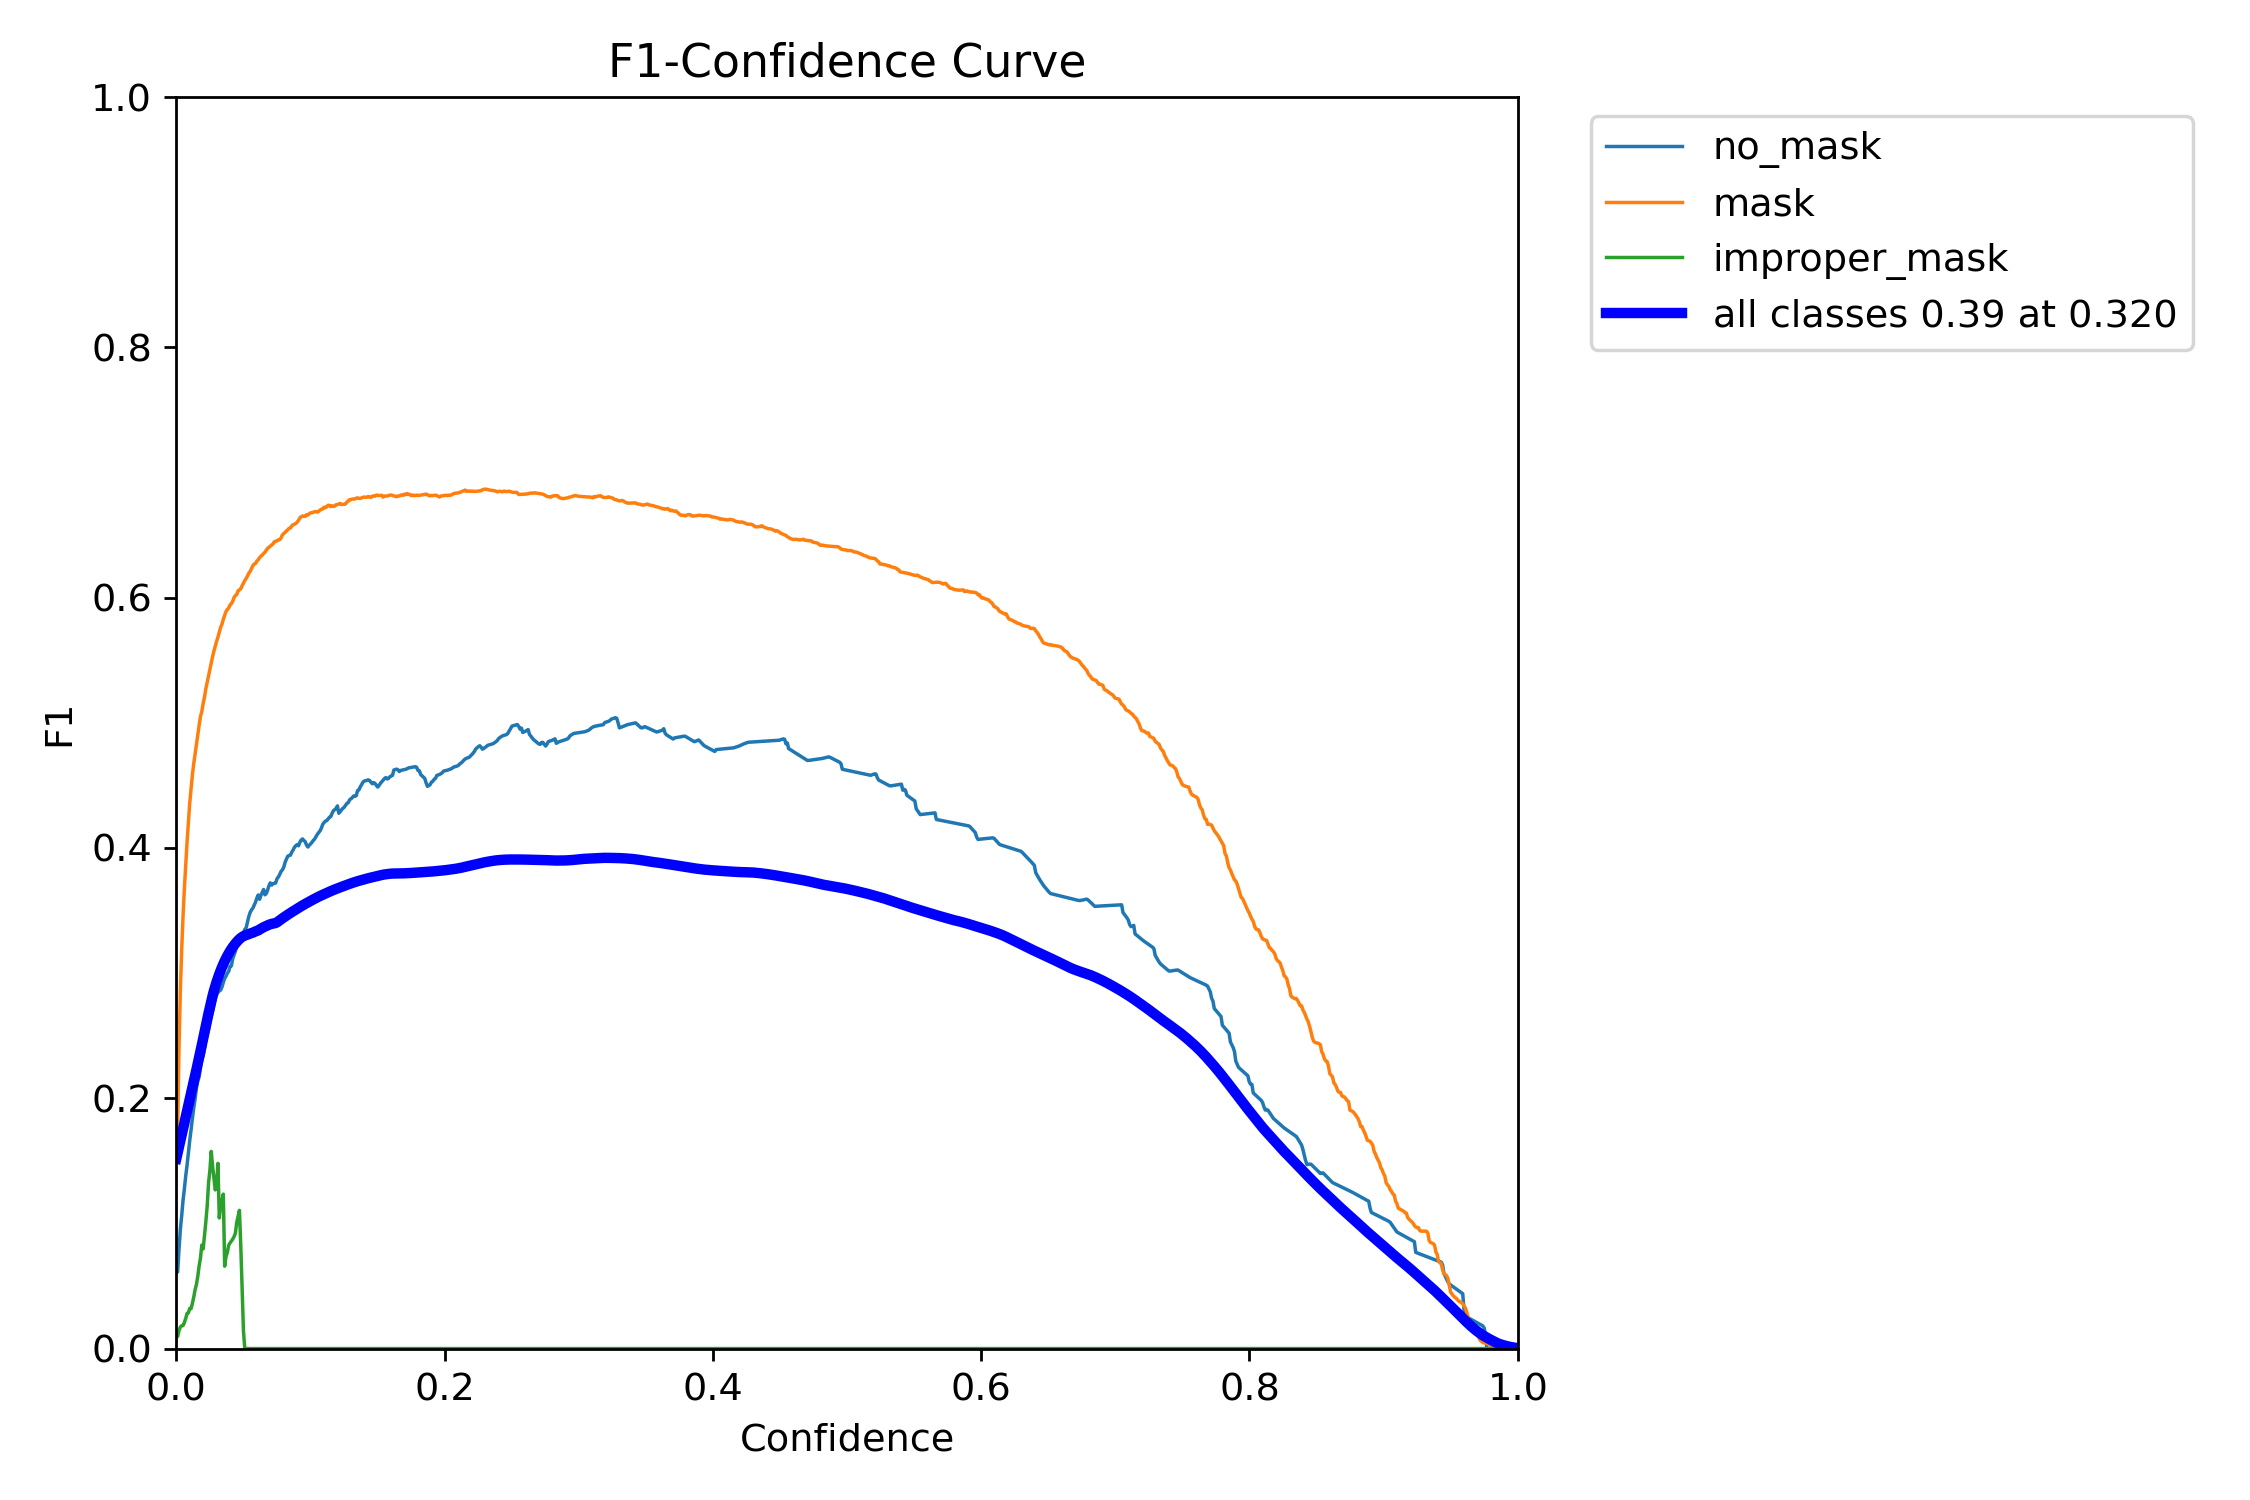 F1-Confidence Curve
1.0
0.8
0.6
0.4
0.2
0.0
F1
0.0 0.2 0.4 0.6 0.8 1.0
Confidence
no_mask
mask
improper_mask
all classes 0.39 at 0.320